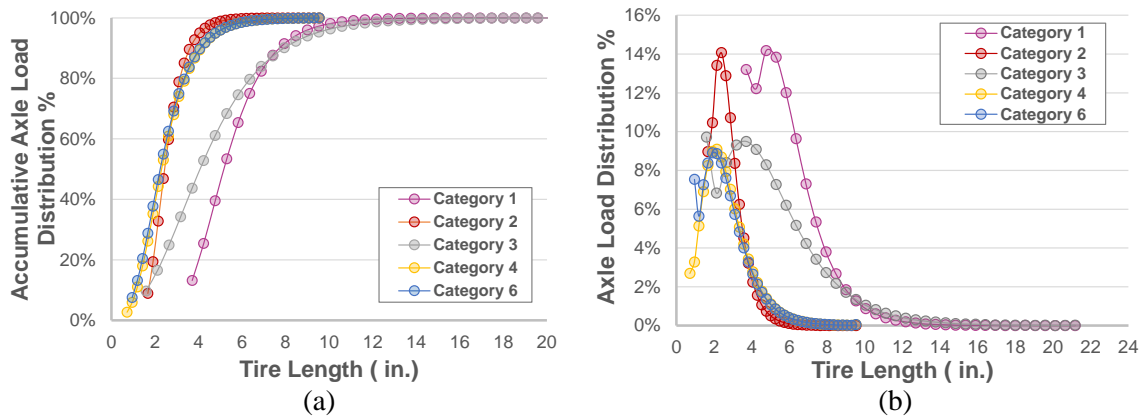 Accumulative Axle Load
Distribution %
100%
80%
60%
40%
20%
0%
0 2 4 6 8 10 12 14 16 18 20
Tire Length ( in.)
Category 1
Category 2
Category 3
Category 4
Category 6
(a)
Axle Load Distribution %
16%
14%
12%
10%
8%
6%
4%
2%
0%
0 2 4 6 8 10 12 14 16 18 20 22 24
Tire Length ( in.)
Category 1
Category 2
Category 3
Category 4
Category 6
(b)